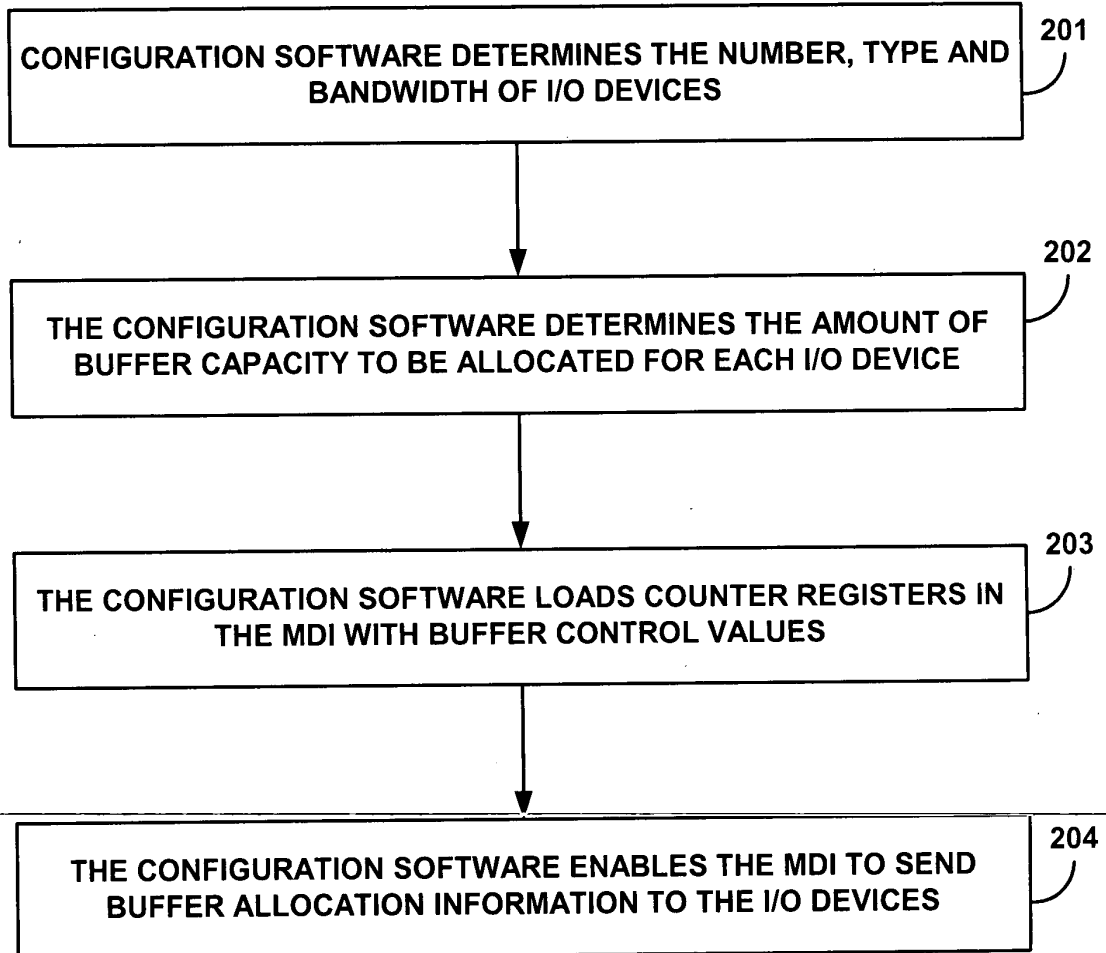 201
CONFIGURATION SOFTWARE DETERMINES THE NUMBER, TYPE AND
BANDWIDTH OF I/O DEVICES
202
THE CONFIGURATION SOFTWARE DETERMINES THE AMOUNT OF
BUFFER CAPACITY TO BE ALLOCATED FOR EACH I/O DEVICE
203
THE CONFIGURATION SOFTWARE LOADS COUNTER REGISTERS IN
THE MDI WITH BUFFER CONTROL VALUES
204
THE CONFIGURATION SOFTWARE ENABLES THE MDI TO SEND
BUFFER ALLOCATION INFORMATION TO THE I/O DEVICES